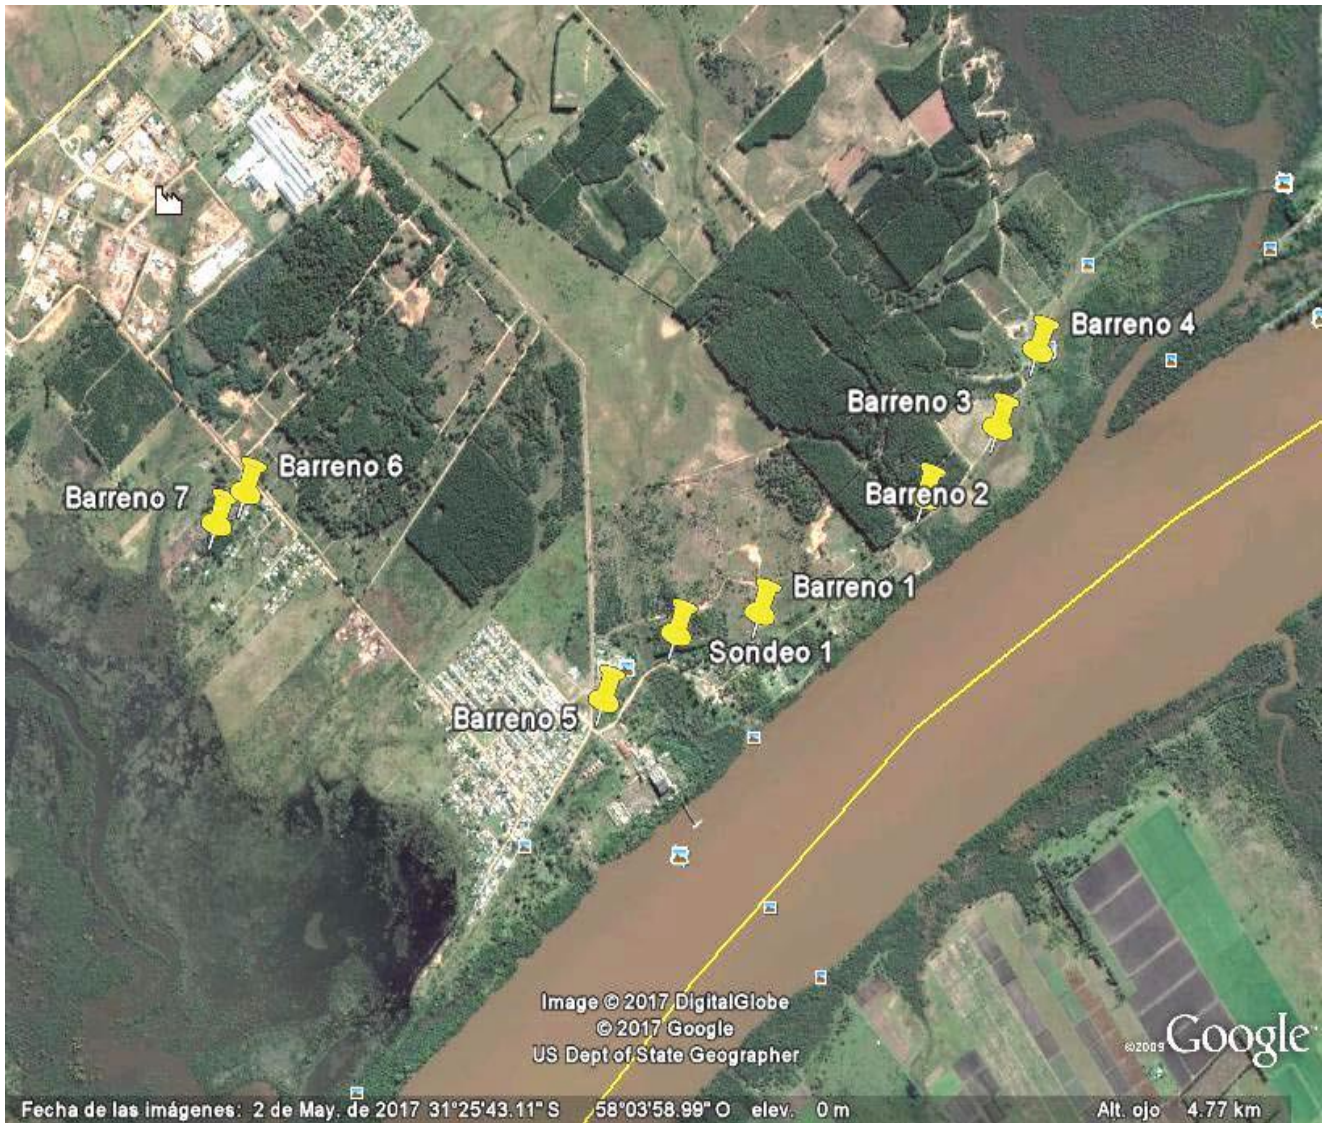 Barreno 4
Barreno 3
Barreno 6
Barreno 7
Barreno 2
Barreno 1
Sondeo 1
Barreno 5
Image © 2017 DigitalGlobe
© 2017 Google
US Dept of State Geographer
©2009 Google
Fecha de las imágenes: 2 de May. de 2017 31°25'43.11" S 58°03'58.99" O elev. 0 m Alt. ojo 4.77 km